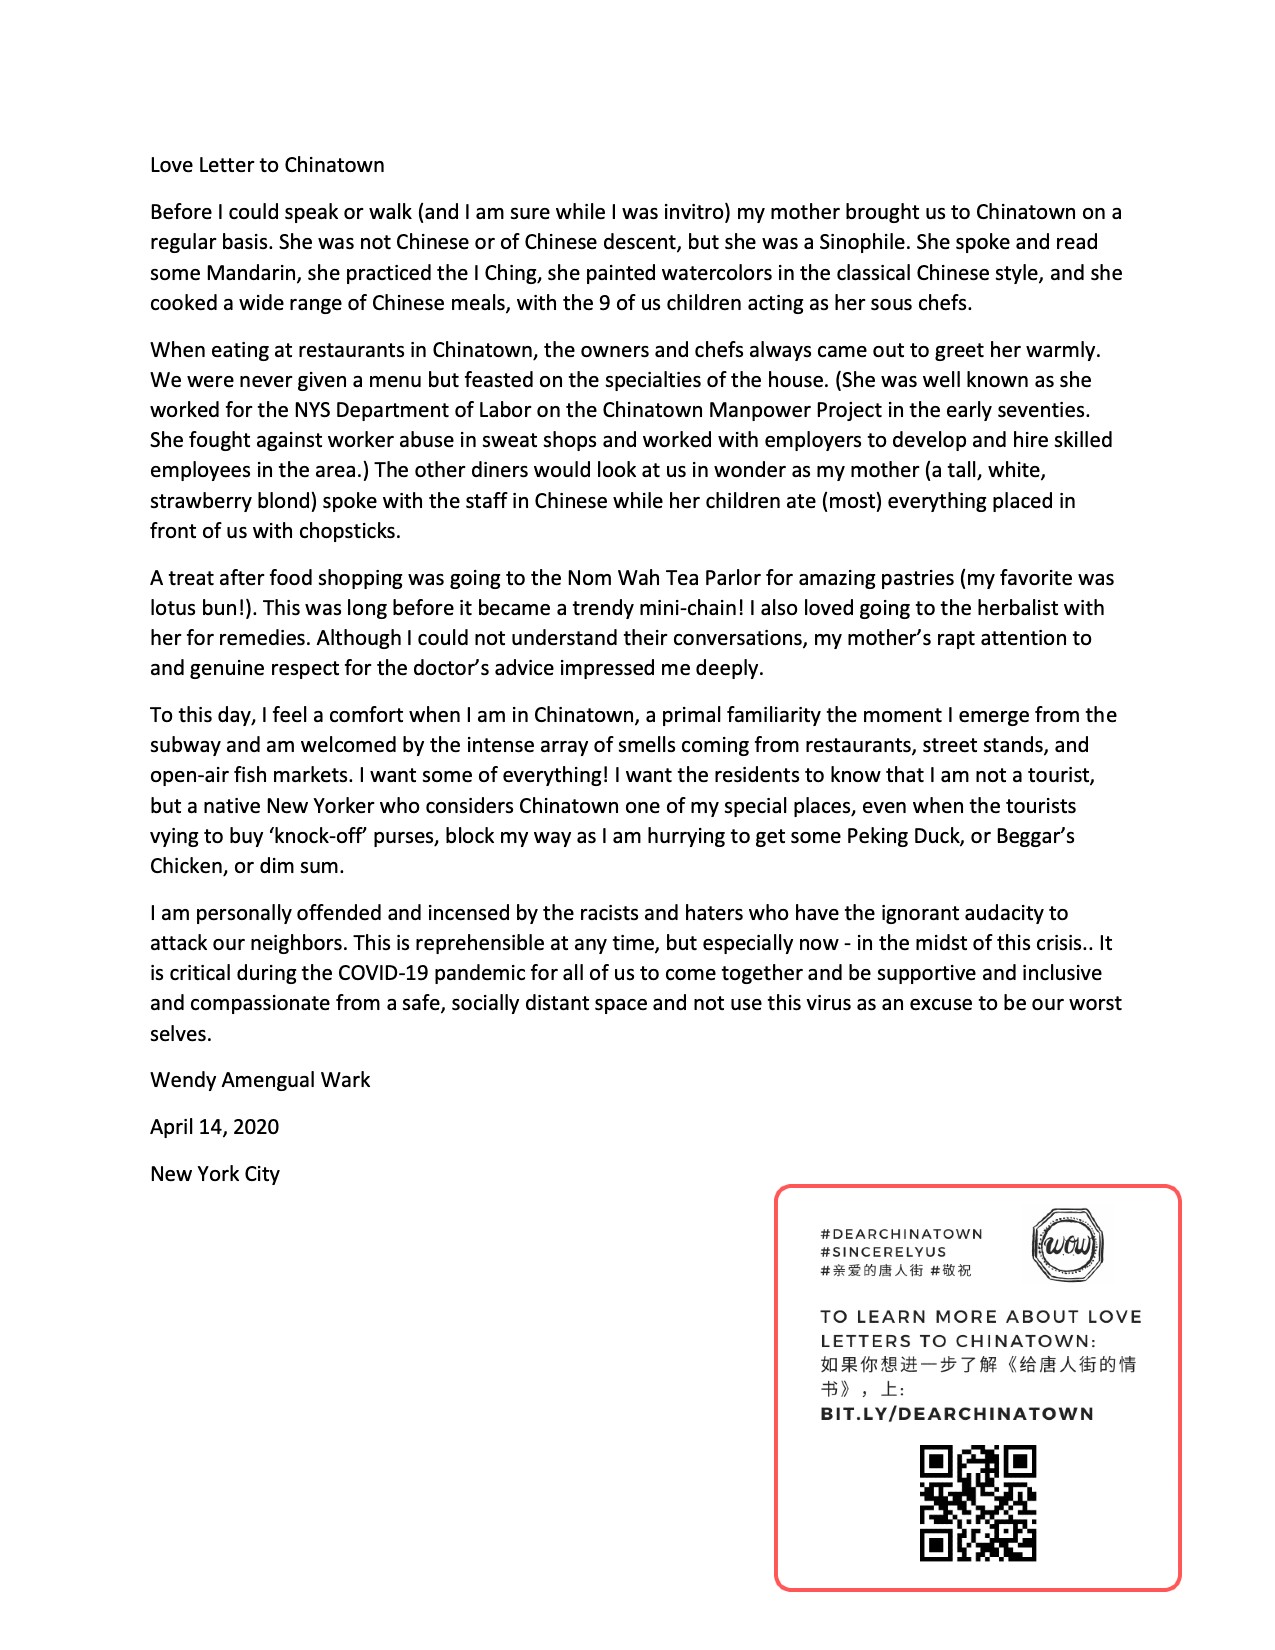 Love Letter to Chinatown
Before I could speak or walk (and I am sure while I was invitro) my mother brought us to Chinatown on a
regular basis. She was not Chinese or of Chinese descent, but she was a Sinophile. She spoke and read
some Mandarin, she practiced the I Ching, she painted watercolors in the classical Chinese style, and she
cooked a wide range of Chinese meals, with the 9 of us children acting as her sous chefs.
When eating at restaurants in Chinatown, the owners and chefs always came out to greet her warmly.
We were never given a menu but feasted on the specialties of the house. (She was well known as she
worked for the NYS Department of Labor on the Chinatown Manpower Project in the early seventies.
She fought against worker abuse in sweat shops and worked with employers to develop and hire skilled
employees in the area.) The other diners would look at us in wonder as my mother (a tall, white,
strawberry blond) spoke with the staff in Chinese while her children ate (most) everything placed in
front of us with chopsticks.
A treat after food shopping was going to the Nom Wah Tea Parlor for amazing pastries (my favorite was
lotus bun!). This was long before it became a trendy mini-chain! I also loved going to the herbalist with
her for remedies. Although I could not understand their conversations, my mother’s rapt attention to
and genuine respect for the doctor’s advice impressed me deeply.
To this day, I feel a comfort when I am in Chinatown, a primal familiarity the moment I emerge from the
subway and am welcomed by the intense array of smells coming from restaurants, street stands, and
open-air fish markets. I want some of everything! I want the residents to know that I am not a tourist,
but a native New Yorker who considers Chinatown one of my special places, even when the tourists
vying to buy ‘knock-off’ purses, block my way as I am hurrying to get some Peking Duck, or Beggar’s
Chicken, or dim sum.
I am personally offended and incensed by the racists and haters who have the ignorant audacity to
attack our neighbors. This is reprehensible at any time, but especially now - in the midst of this crisis.. It
is critical during the COVID-19 pandemic for all of us to come together and be supportive and inclusive
and compassionate from a safe, socially distant space and not use this virus as an excuse to be our worst
selves.
Wendy Amengual Wark
April 14, 2020
New York City
#DEARCHINATOWN
#SINCERELYUS
#亲爱的唐人街 #敬祝
WOW
TO LEARN MORE ABOUT LOVE
LETTERS TO CHINATOWN:
如果你想进一步了解《给唐人街的情
书》，上:
BIT.LY/DEARCHINATOWN